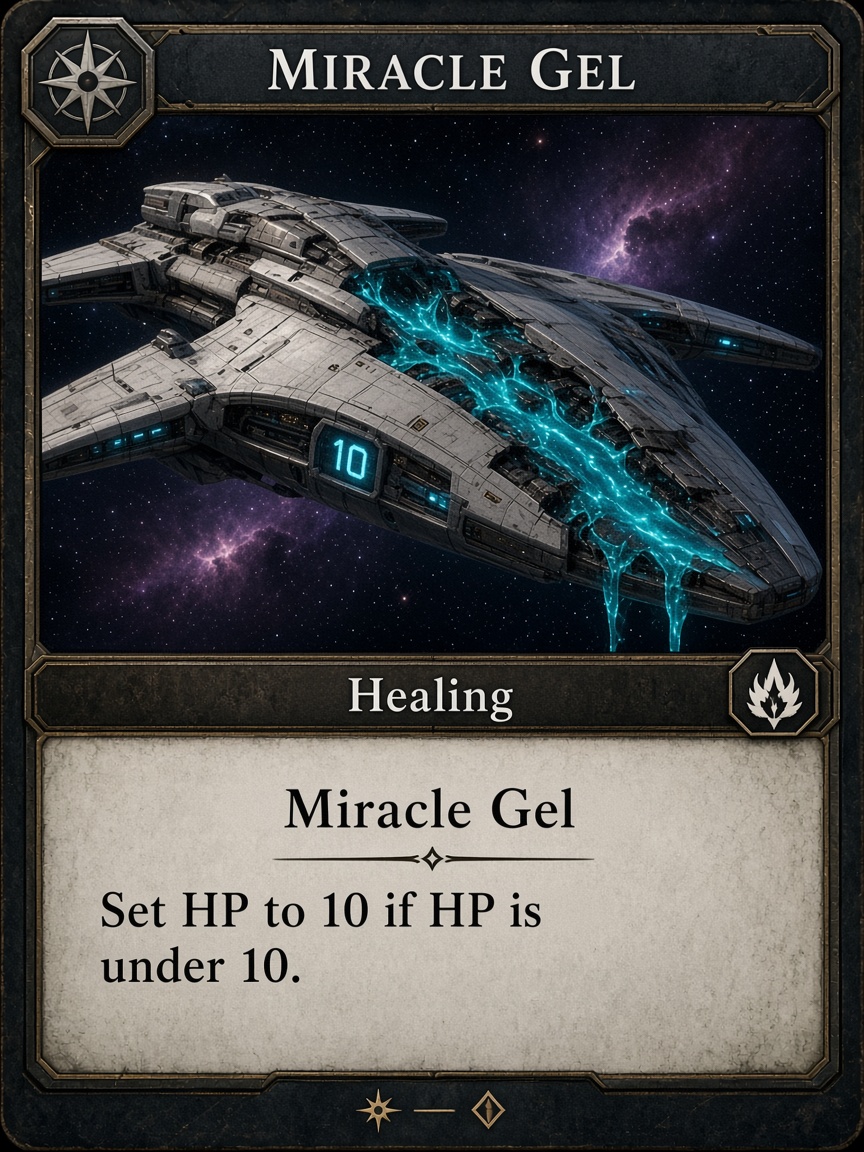 Miracle Gel
10
Healing
Miracle Gel
Set HP to 10 if HP is
under 10.